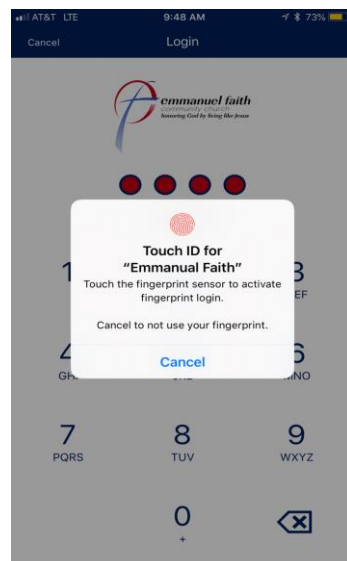 AT&T LTE 9:48 AM 73%
Cancel Login
emmanuel faith
community church
honoring God by living like Jesus
Touch ID for
“Emmanual Faith”
Touch the fingerprint sensor to activate
fingerprint login.
Cancel to not use your fingerprint.
Cancel
1 3
EF
4 6
GH MNO
7 8 9
PQRS TUV WXYZ
0
+